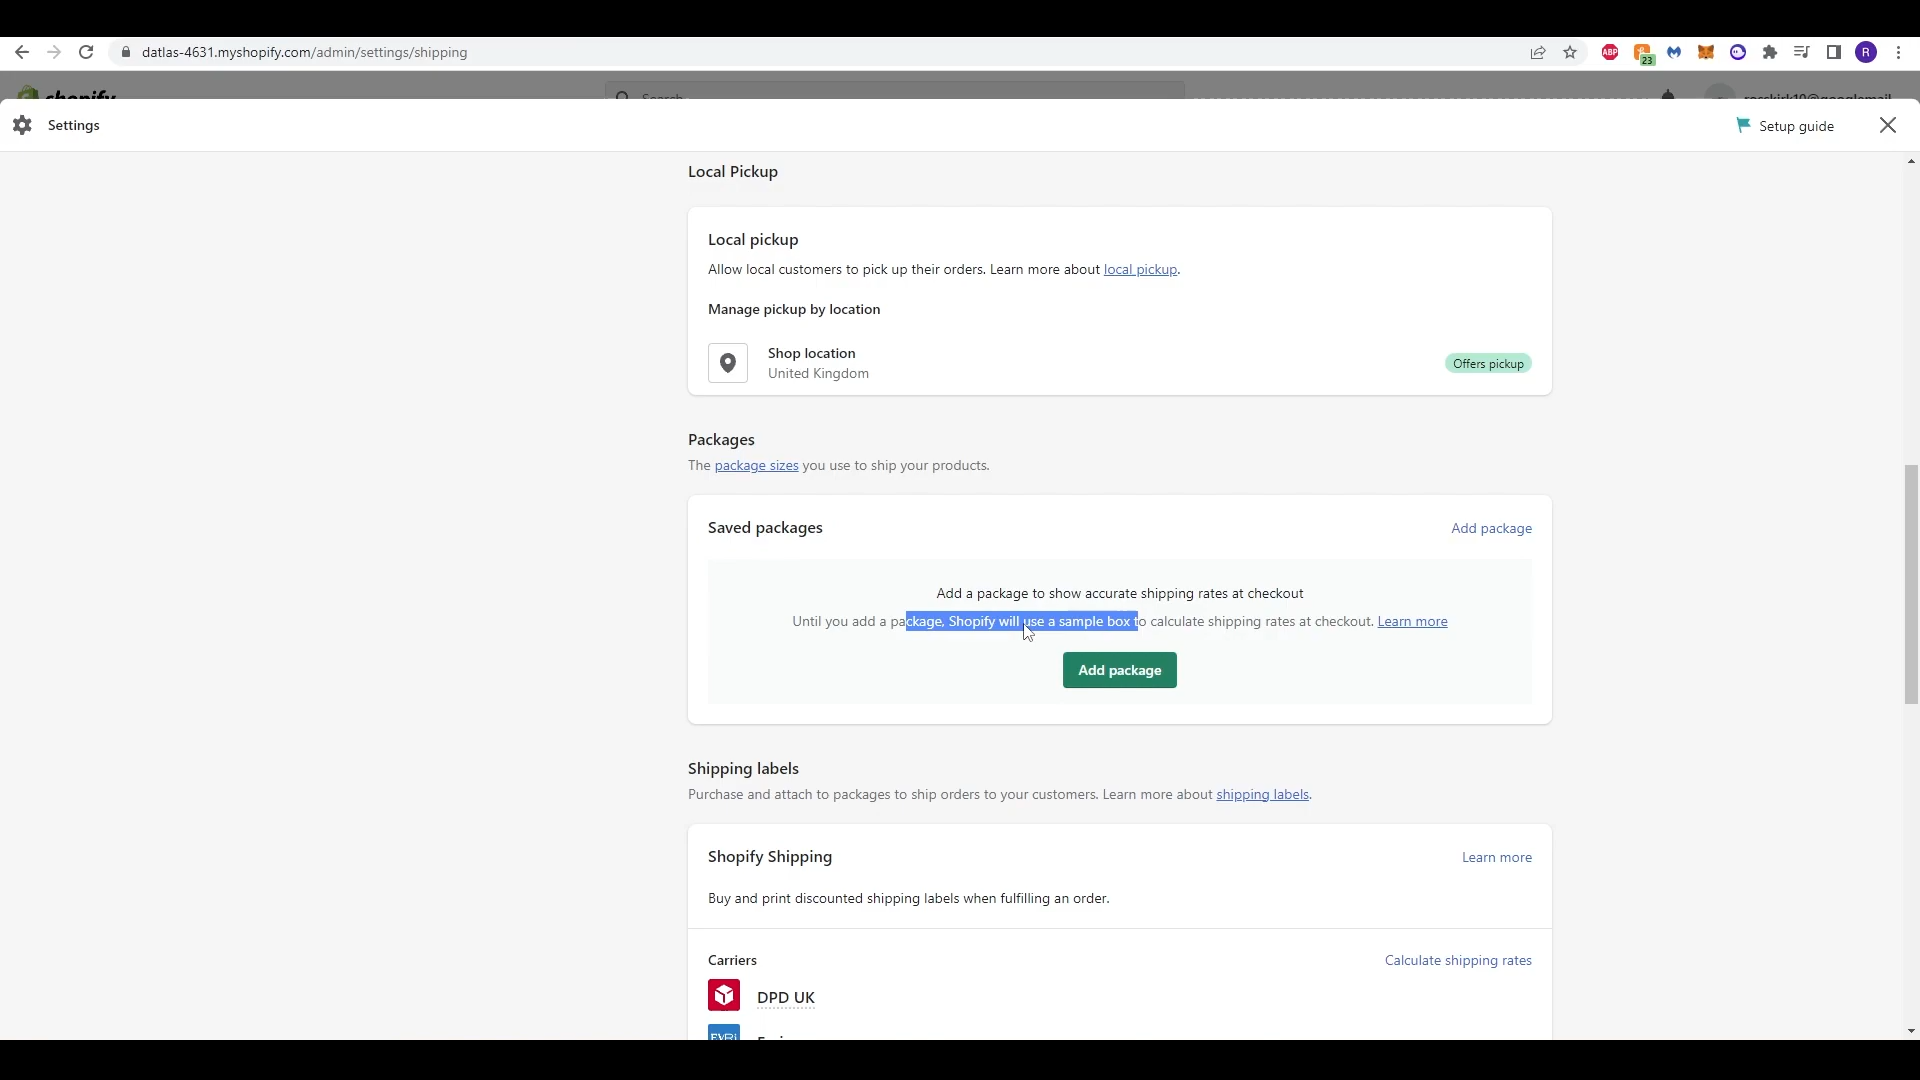 datlas-4631.myshopify.com/admin/settings/shipping
ABP
23
R
shopify
Search
Settings
Setup guide
Local Pickup
Local pickup
Allow local customers to pick up their orders. Learn more about local pickup.
Manage pickup by location
Shop location
United Kingdom
Offers pickup
Packages
The package sizes you use to ship your products.
Saved packages
Add package
Add a package to show accurate shipping rates at checkout
Until you add a package, Shopify will use a sample box to calculate shipping rates at checkout. Learn more
Add package
Shipping labels
Purchase and attach to packages to ship orders to your customers. Learn more about shipping labels.
Shopify Shipping
Learn more
Buy and print discounted shipping labels when fulfilling an order.
Carriers
Calculate shipping rates
DPD UK